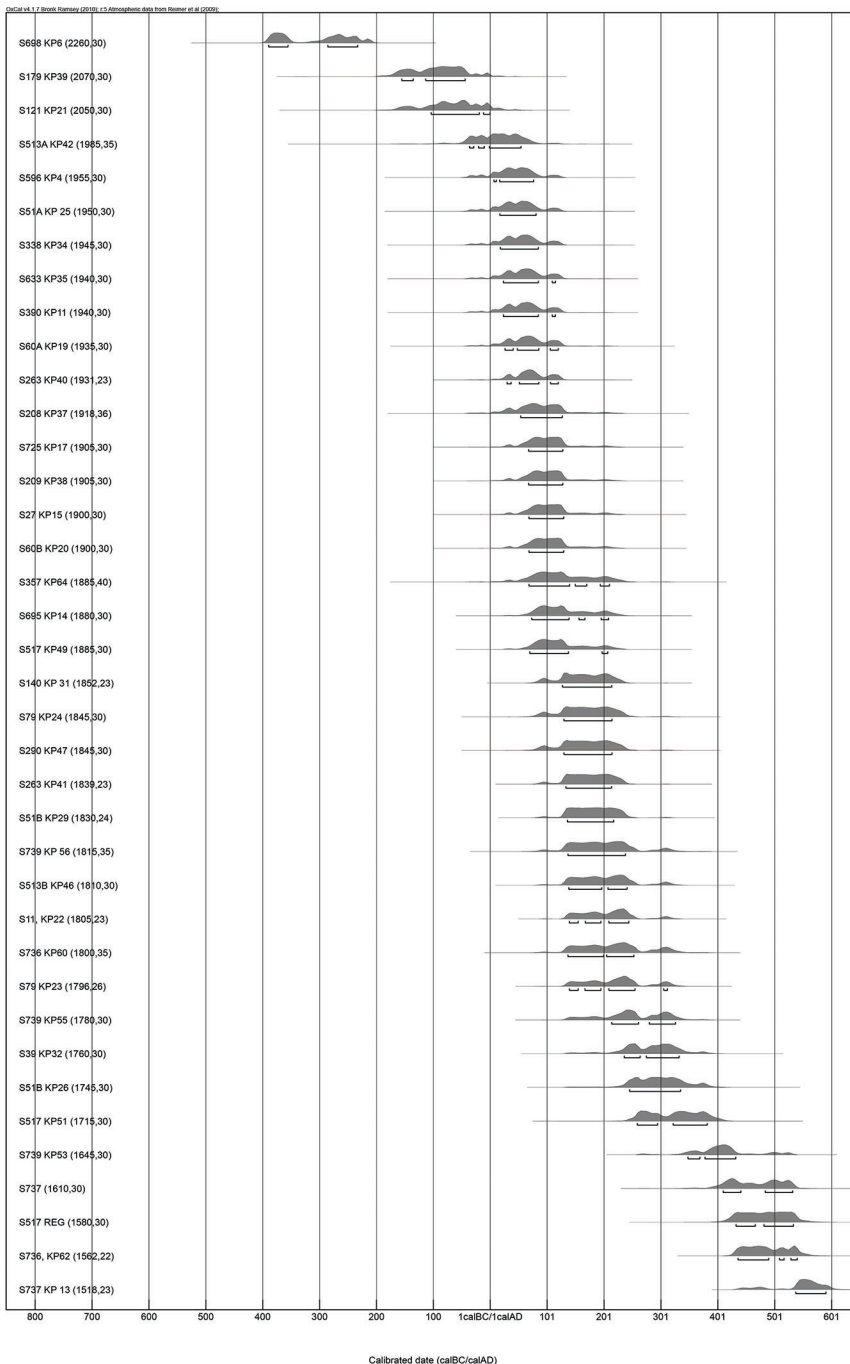 OxCal v4.1.7 Bronk Ramsey (2010); r:5 Atmospheric data from Reimer et al (2009);
S698 KP6 (2260,30)
S179 KP39 (2070,30)
S121 KP21 (2050,30)
S513A KP42 (1985,35)
S596 KP4 (1955,30)
S51A KP 25 (1950,30)
S338 KP34 (1945,30)
S633 KP35 (1940,30)
S390 KP11 (1940,30)
S60A KP19 (1935,30)
S263 KP40 (1931,23)
S208 KP37 (1918,36)
S725 KP17 (1905,30)
S209 KP38 (1905,30)
S27 KP15 (1900,30)
S60B KP20 (1900,30)
S357 KP64 (1885,40)
S695 KP14 (1880,30)
S517 KP49 (1885,30)
S140 KP 31 (1852,23)
S79 KP24 (1845,30)
S290 KP47 (1845,30)
S263 KP41 (1839,23)
S51B KP29 (1830,24)
S739 KP 56 (1815,35)
S513B KP46 (1810,30)
S11, KP22 (1805,23)
S736 KP60 (1800,35)
S79 KP23 (1796,26)
S739 KP55 (1780,30)
S39 KP32 (1760,30)
S51B KP26 (1745,30)
S517 KP51 (1715,30)
S739 KP53 (1645,30)
S737 (1610,30)
S517 REG (1580,30)
S736, KP62 (1562,22)
S737 KP 13 (1518,23)
800 700 600 500 400 300 200 100 1calBC/1calAD 101 201 301 401 501 601
Calibrated date (calBC/calAD)